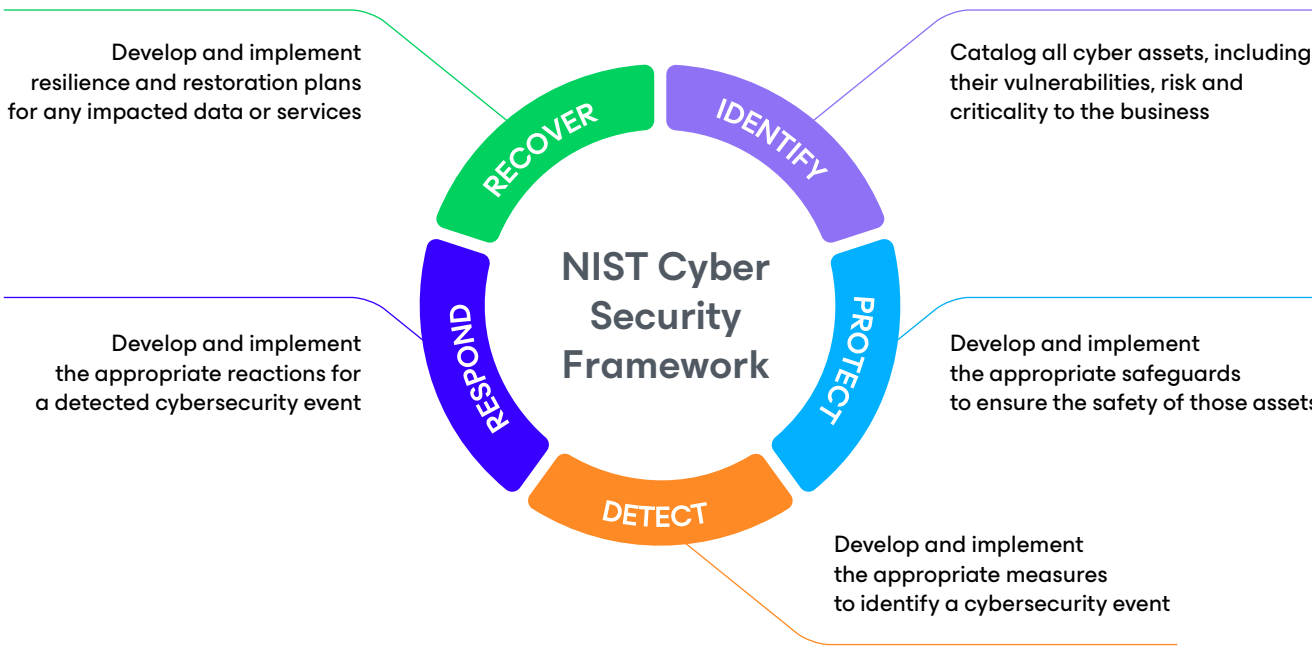 Develop and implement
resilience and restoration plans
for any impacted data or services
Catalog all cyber assets, including
their vulnerabilities, risk and
criticality to the business
RECOVER
IDENTIFY
NIST Cyber
Security
Framework
RESPOND
PROTECT
DETECT
Develop and implement
the appropriate reactions for
a detected cybersecurity event
Develop and implement
the appropriate safeguards
to ensure the safety of those assets
Develop and implement
the appropriate measures
to identify a cybersecurity event